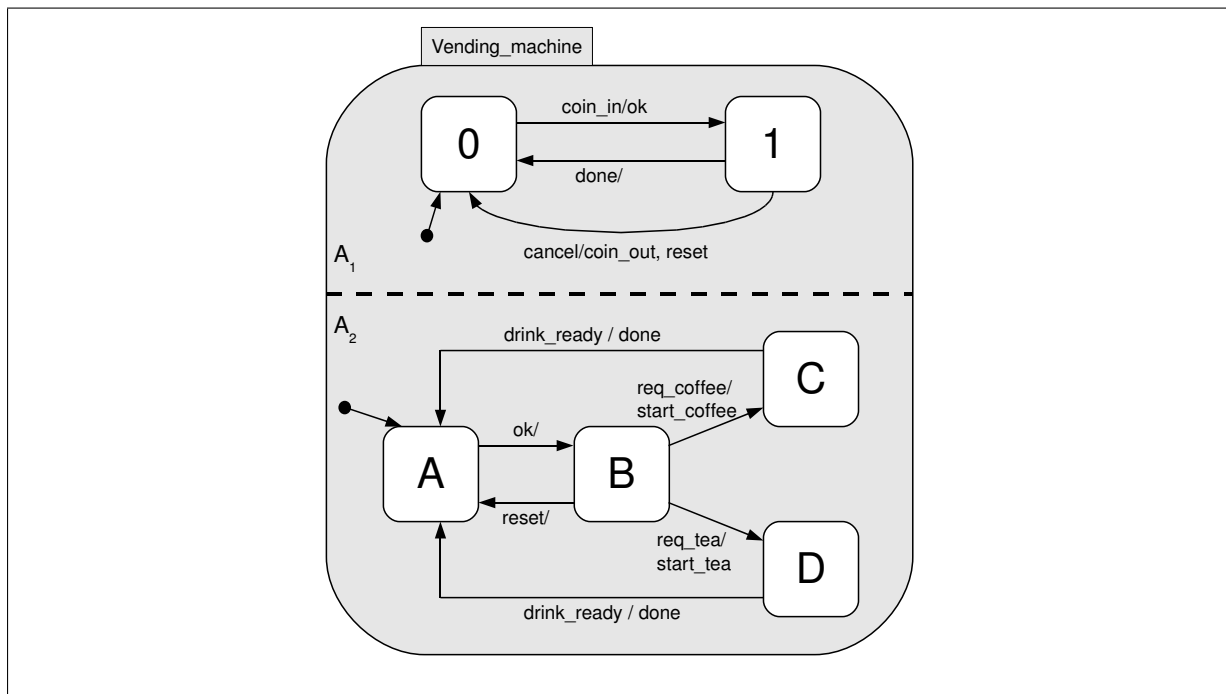 Vending_machine
coin_in/ok
0
1
done/
cancel/coin_out, reset
A1
A2
drink_ready / done
C
req_coffee/
start_coffee
ok/
A
B
reset/
req_tea/
start_tea
D
drink_ready / done